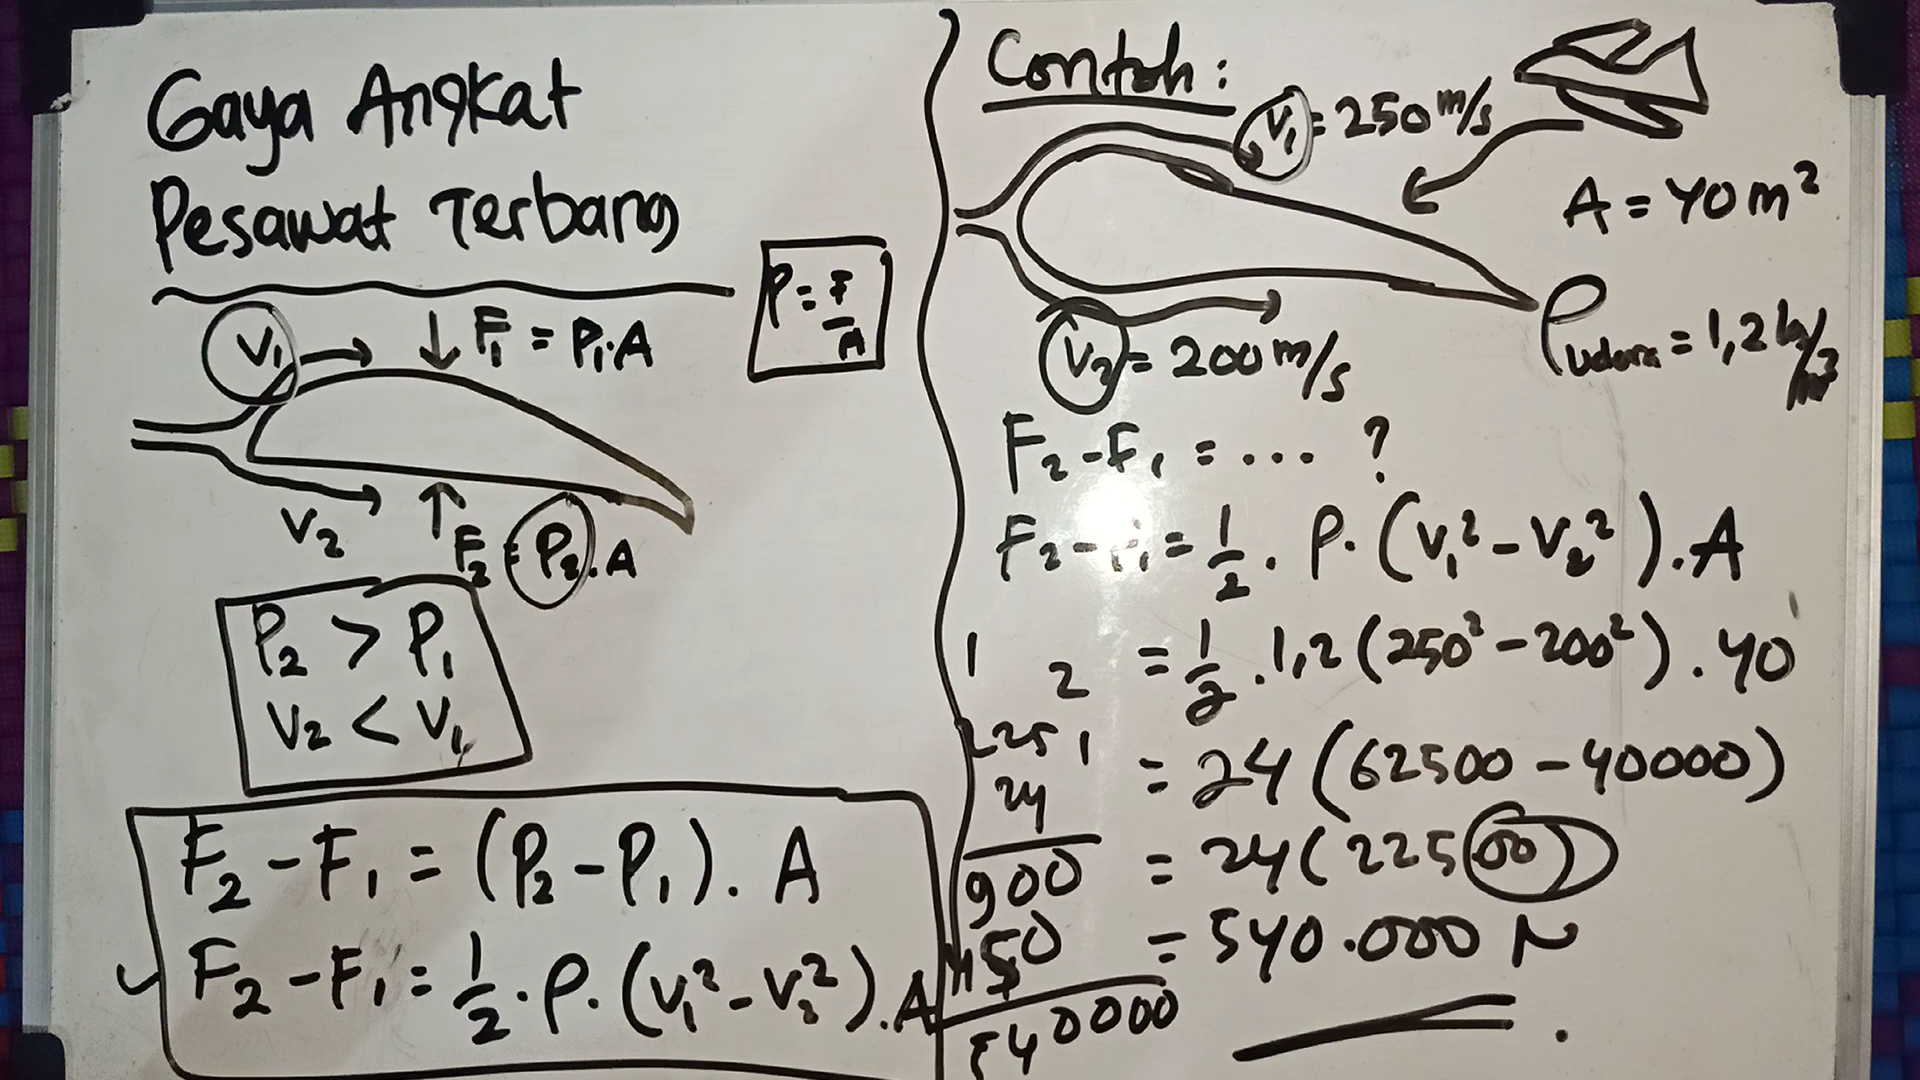 Gaya Angkat
Pesawat Terbang
P = F/A
V₁
↓ F₁ = P₁.A
V₂
↑ F₂ = P₂.A
P₂ > P₁
V₂ < V₁
F₂ - F₁ = (P₂ - P₁). A
F₂ - F₁ = 1/2 . ρ. (V₁² - V₂²). A
Contoh:
V₁ = 250 m/s
A = 40 m²
ρudara = 1,2 kg/m³
V₂ = 200 m/s
F₂ - F₁ = ... ?
F₂ - F₁ = 1/2 . ρ. (V₁² - V₂²). A
= 1/2 . 1,2 (250² - 200²) . 40
= 24 (62500 - 40000)
= 24 (22500)
= 540.000 N
1 2
225 1
24
900
450
540000